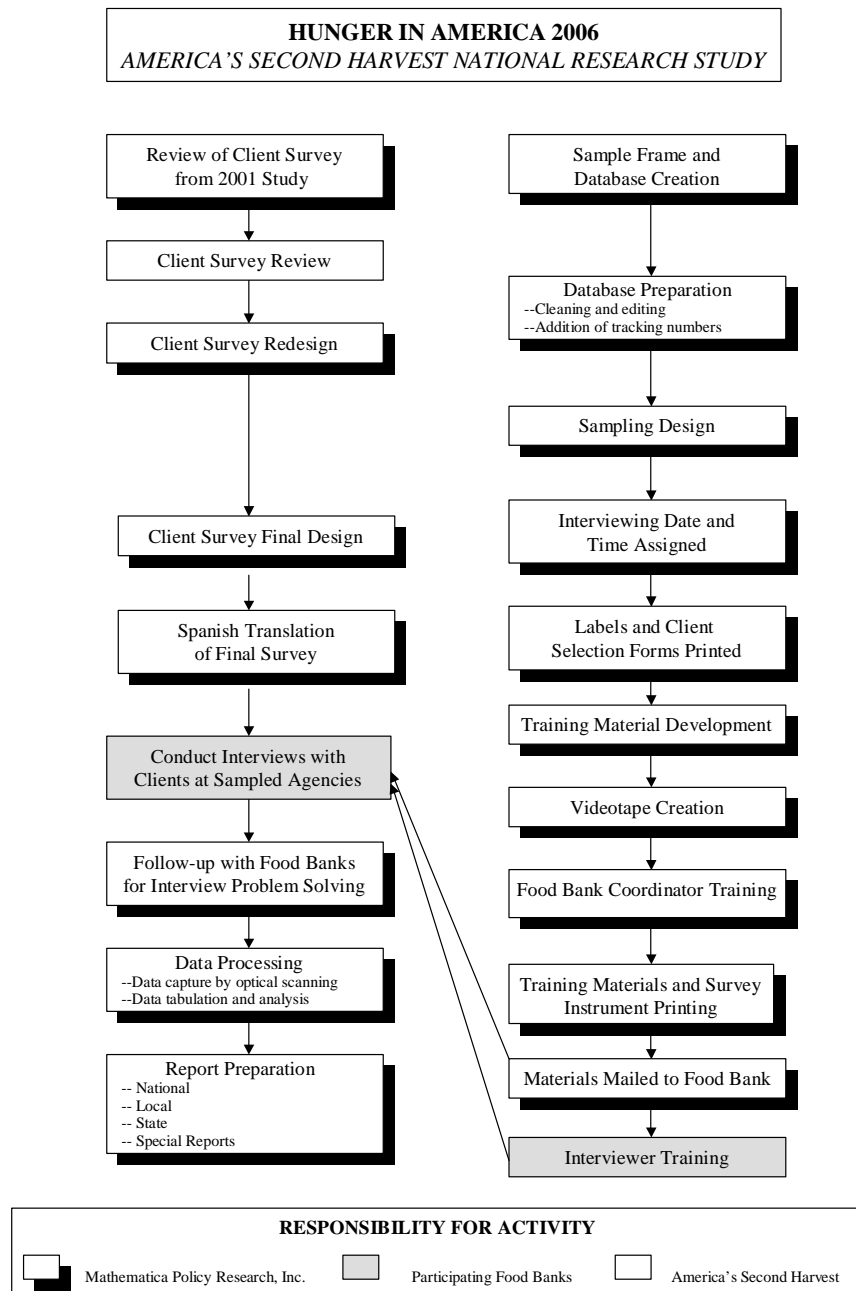 HUNGER IN AMERICA 2006
AMERICA'S SECOND HARVEST NATIONAL RESEARCH STUDY
Review of Client Survey
from 2001 Study
Client Survey Review
Client Survey Redesign
Client Survey Final Design
Spanish Translation
of Final Survey
Conduct Interviews with
Clients at Sampled Agencies
Follow-up with Food Banks
for Interview Problem Solving
Data Processing
--Data capture by optical scanning
--Data tabulation and analysis
Report Preparation
-- National
-- Local
-- State
-- Special Reports
Sample Frame and
Database Creation
Database Preparation
--Cleaning and editing
--Addition of tracking numbers
Sampling Design
Interviewing Date and
Time Assigned
Labels and Client
Selection Forms Printed
Training Material Development
Videotape Creation
Food Bank Coordinator Training
Training Materials and Survey
Instrument Printing
Materials Mailed to Food Bank
Interviewer Training
RESPONSIBILITY FOR ACTIVITY
Mathematica Policy Research, Inc.
Participating Food Banks
America's Second Harvest